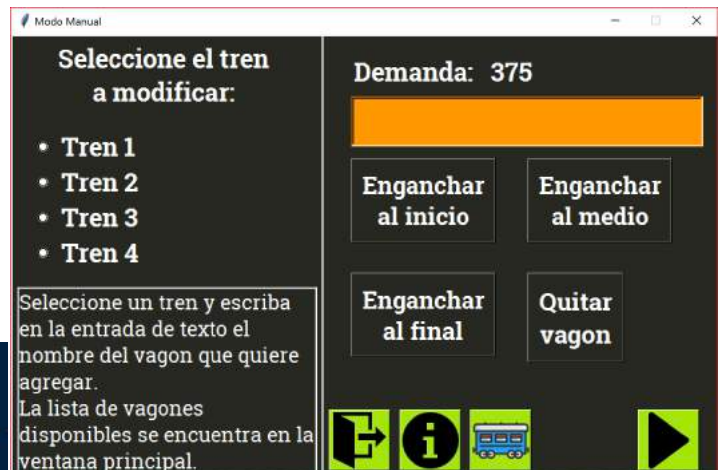 Modo Manual
Seleccione el tren
a modificar:
• Tren 1
• Tren 2
• Tren 3
• Tren 4
Seleccione un tren y escriba
en la entrada de texto el
nombre del vagon que quiere
agregar.
La lista de vagones
disponibles se encuentra en la
ventana principal.
Demanda: 375
Enganchar
al inicio
Enganchar
al medio
Enganchar
al final
Quitar
vagon